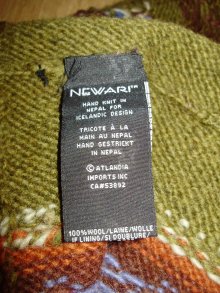 NEWARI™
HAND KNIT IN
NEPAL FOR
ICELANDIC DESIGN
TRICOTÉ À LA
MAIN AU NEPAL
HAND GESTRICKT
IN NEPAL
©ATLANDIA
IMPORTS INC
CA#53892
100%WOOL/LAINE/WOLLE
IF LINING/SI DOUBLURE/